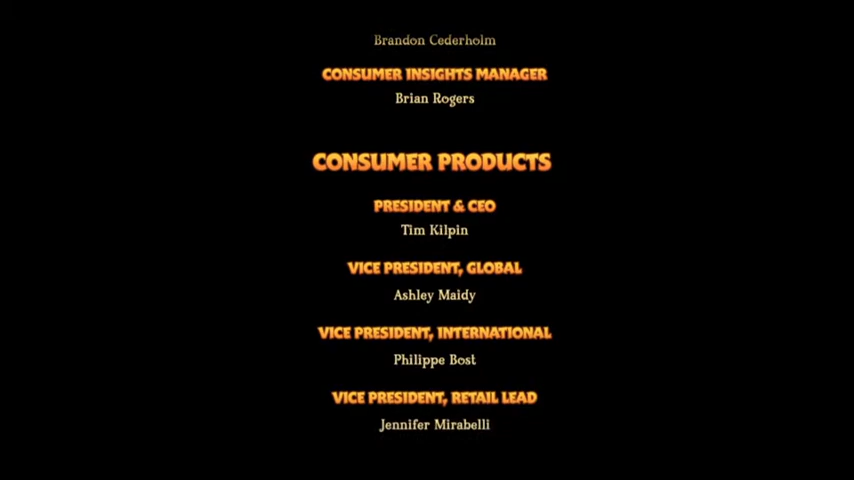 Brandon Cederholm
CONSUMER INSIGHTS MANAGER
Brian Rogers
CONSUMER PRODUCTS
PRESIDENT & CEO
Tim Kilpin
VICE PRESIDENT, GLOBAL
Ashley Maidy
VICE PRESIDENT, INTERNATIONAL
Philippe Bost
VICE PRESIDENT, RETAIL LEAD
Jennifer Mirabelli